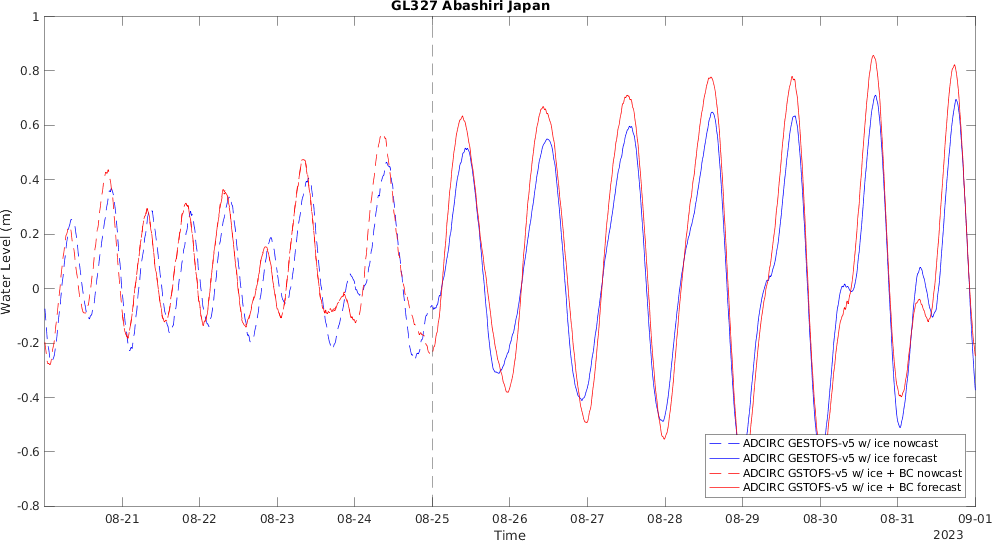 GL327 Abashiri Japan
1
0.8
0.6
0.4
0.2
0
-0.2
-0.4
-0.6
-0.8
Water Level (m)
ADCIRC GESTOFS-v5 w/ ice nowcast
ADCIRC GESTOFS-v5 w/ ice forecast
ADCIRC GSTOFS-v5 w/ ice + BC nowcast
ADCIRC GSTOFS-v5 w/ ice + BC forecast
08-21 08-22 08-23 08-24 08-25 08-26 08-27 08-28 08-29 08-30 08-31 09-01
Time
2023